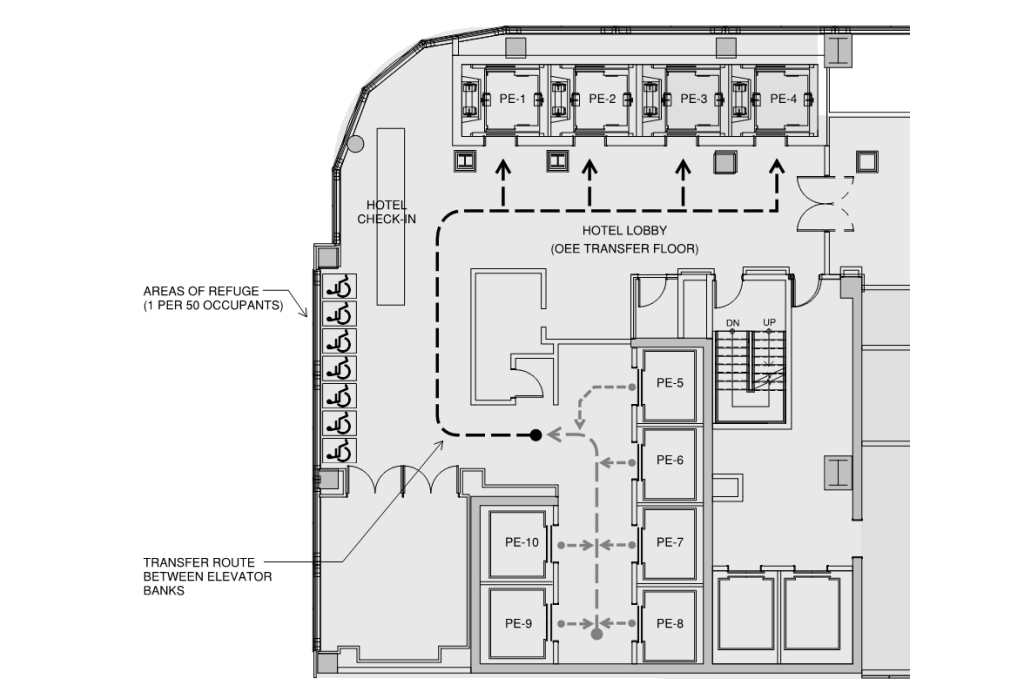 PE-1
PE-2
PE-3
PE-4
HOTEL
CHECK-IN
HOTEL LOBBY
(OEE TRANSFER FLOOR)
AREAS OF REFUGE
(1 PER 50 OCCUPANTS)
DN
UP
PE-5
PE-6
PE-10
PE-7
TRANSFER ROUTE
BETWEEN ELEVATOR
BANKS
PE-9
PE-8